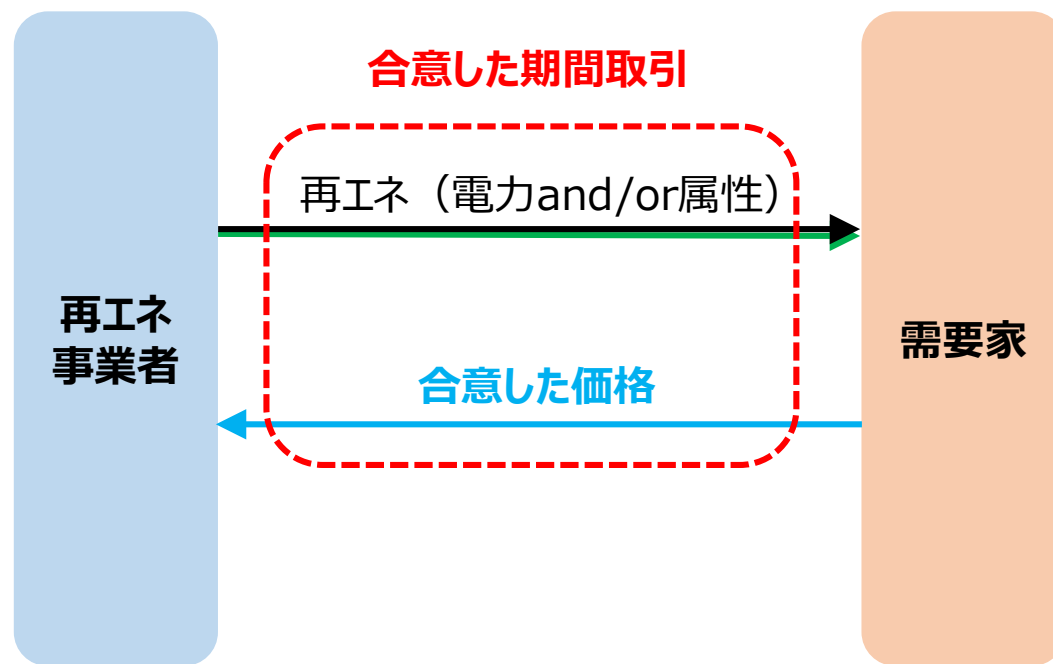 合意した期間取引
再エネ（電力and/or属性）
再エネ
事業者
需要家
合意した価格